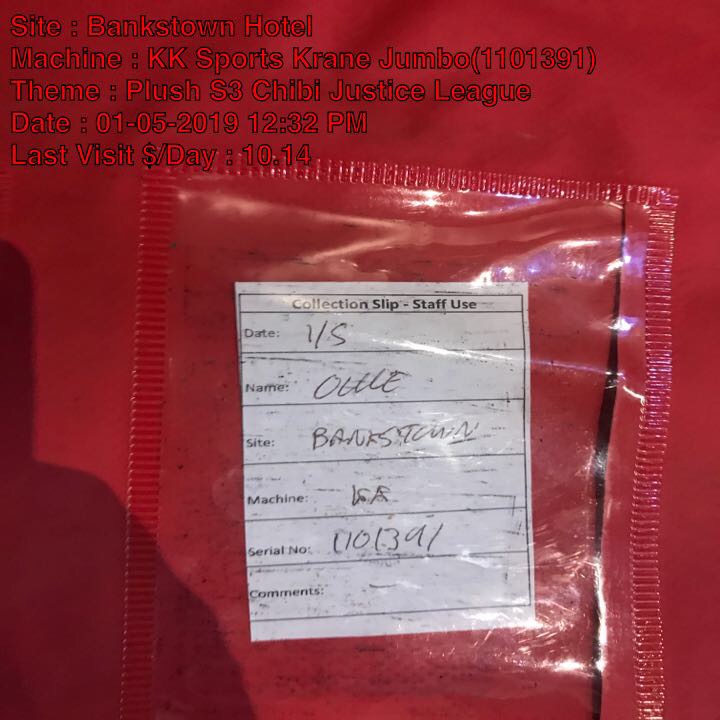 Site : Bankstown Hotel
Machine : KK Sports Krane Jumbo(1101391)
Theme : Plush S3 Chibi Justice League
Date : 01-05-2019 12:32 PM
Last Visit $/Day : 10.14
Collection Slip - Staff Use
Date: 1/5
Name: OLLIE
Site: BANKSTOWN
Machine:
Serial No: 1101391
Comments: —